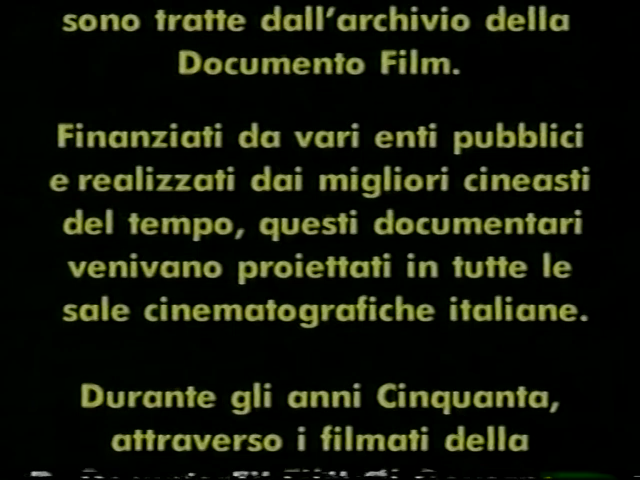 sono tratte dall'archivio della
Documento Film.
Finanziati da vari enti pubblici
e realizzati dai migliori cineasti
del tempo, questi documentari
venivano proiettati in tutte le
sale cinematografiche italiane.
Durante gli anni Cinquanta,
attraverso i filmati della